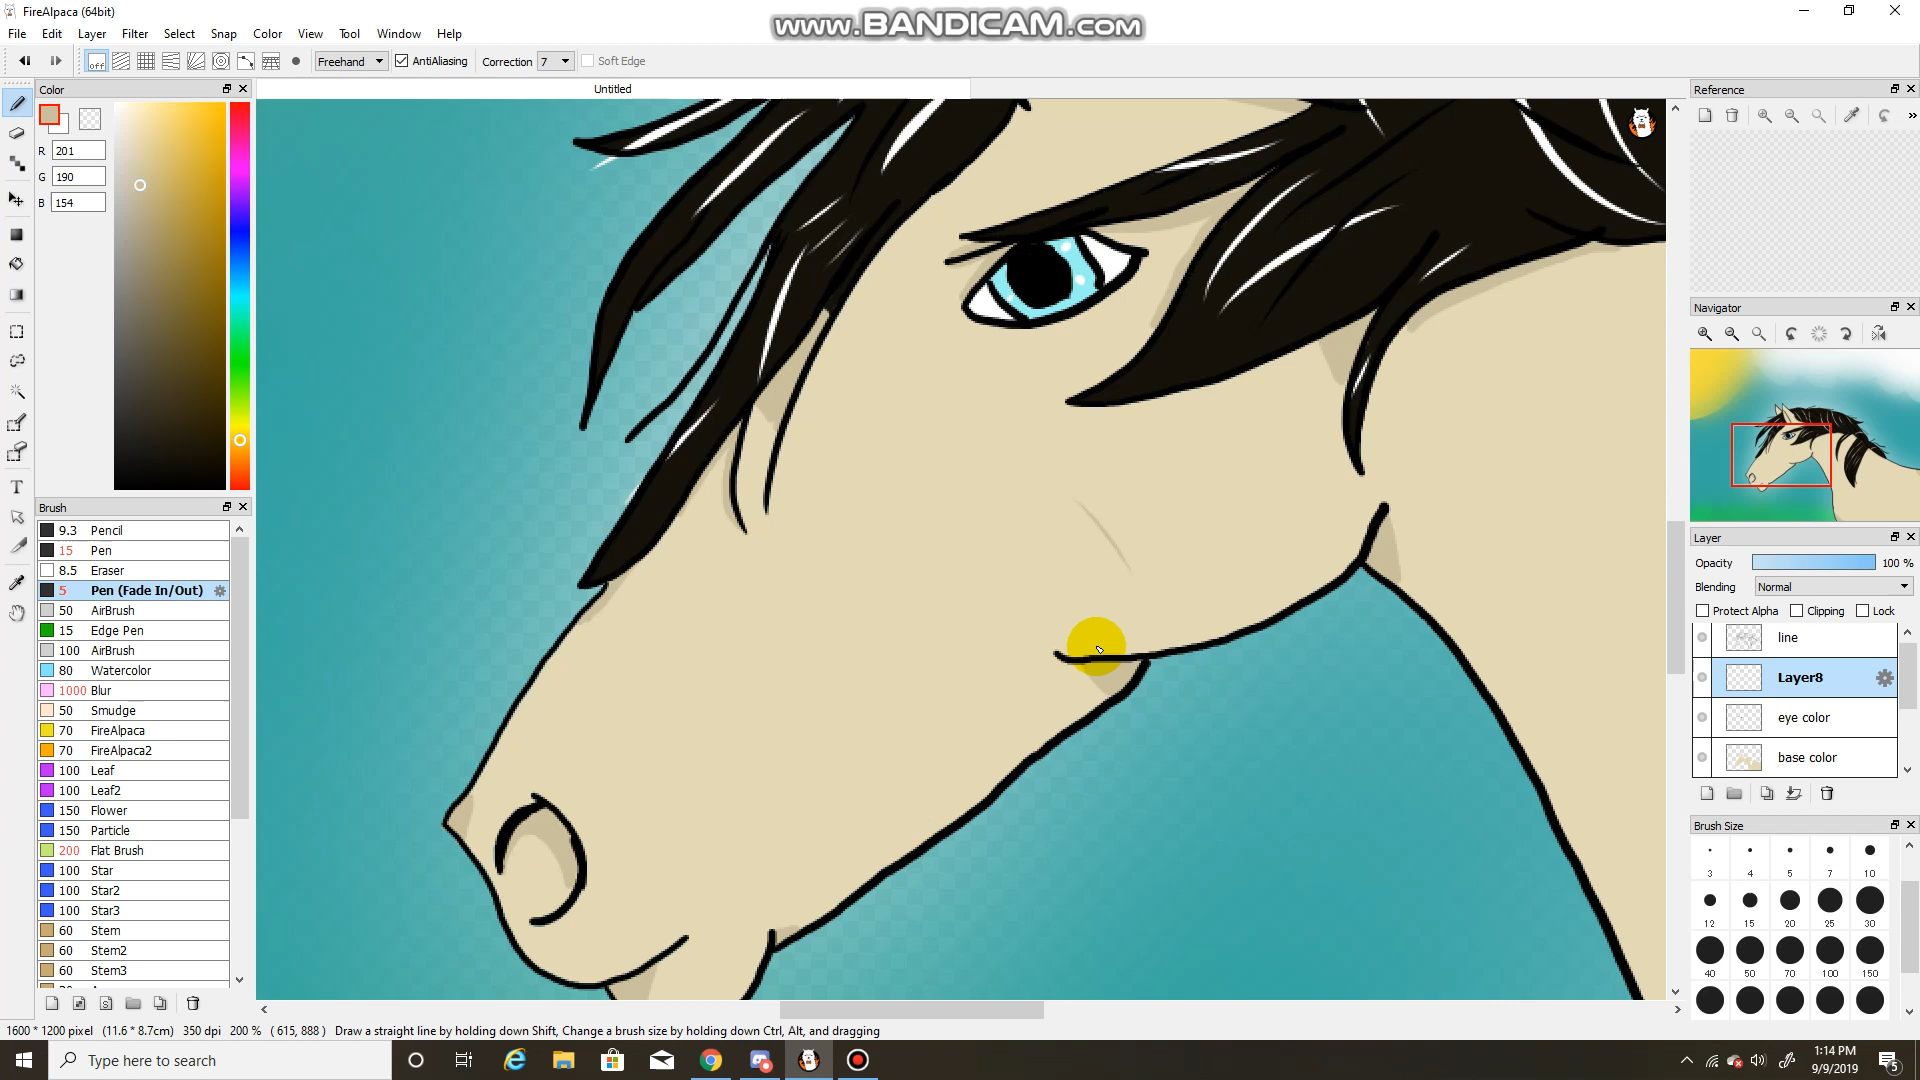 FireAlpaca (64bit)
www.BANDICAM.com
File Edit Layer Filter Select Snap Color View Tool Window Help
off Freehand AntiAliasing Correction 7 Soft Edge
Color
Untitled
Reference
R 201
G 190
B 154
Navigator
Brush
9.3 Pencil
15 Pen
8.5 Eraser
5 Pen (Fade In/Out)
50 AirBrush
15 Edge Pen
100 AirBrush
80 Watercolor
1000 Blur
50 Smudge
70 FireAlpaca
70 FireAlpaca2
100 Leaf
100 Leaf2
150 Flower
150 Particle
200 Flat Brush
100 Star
100 Star2
100 Star3
60 Stem
60 Stem2
60 Stem3
Layer
Opacity 100 %
Blending Normal
Protect Alpha Clipping Lock
line
Layer8
eye color
base color
Brush Size
3 4 5 7 10
12 15 20 25 30
40 50 70 100 150
1600 * 1200 pixel (11.6 * 8.7cm) 350 dpi 200 % ( 615, 888 ) Draw a straight line by holding down Shift, Change a brush size by holding down Ctrl, Alt, and dragging
Type here to search
1:14 PM
9/9/2019
5